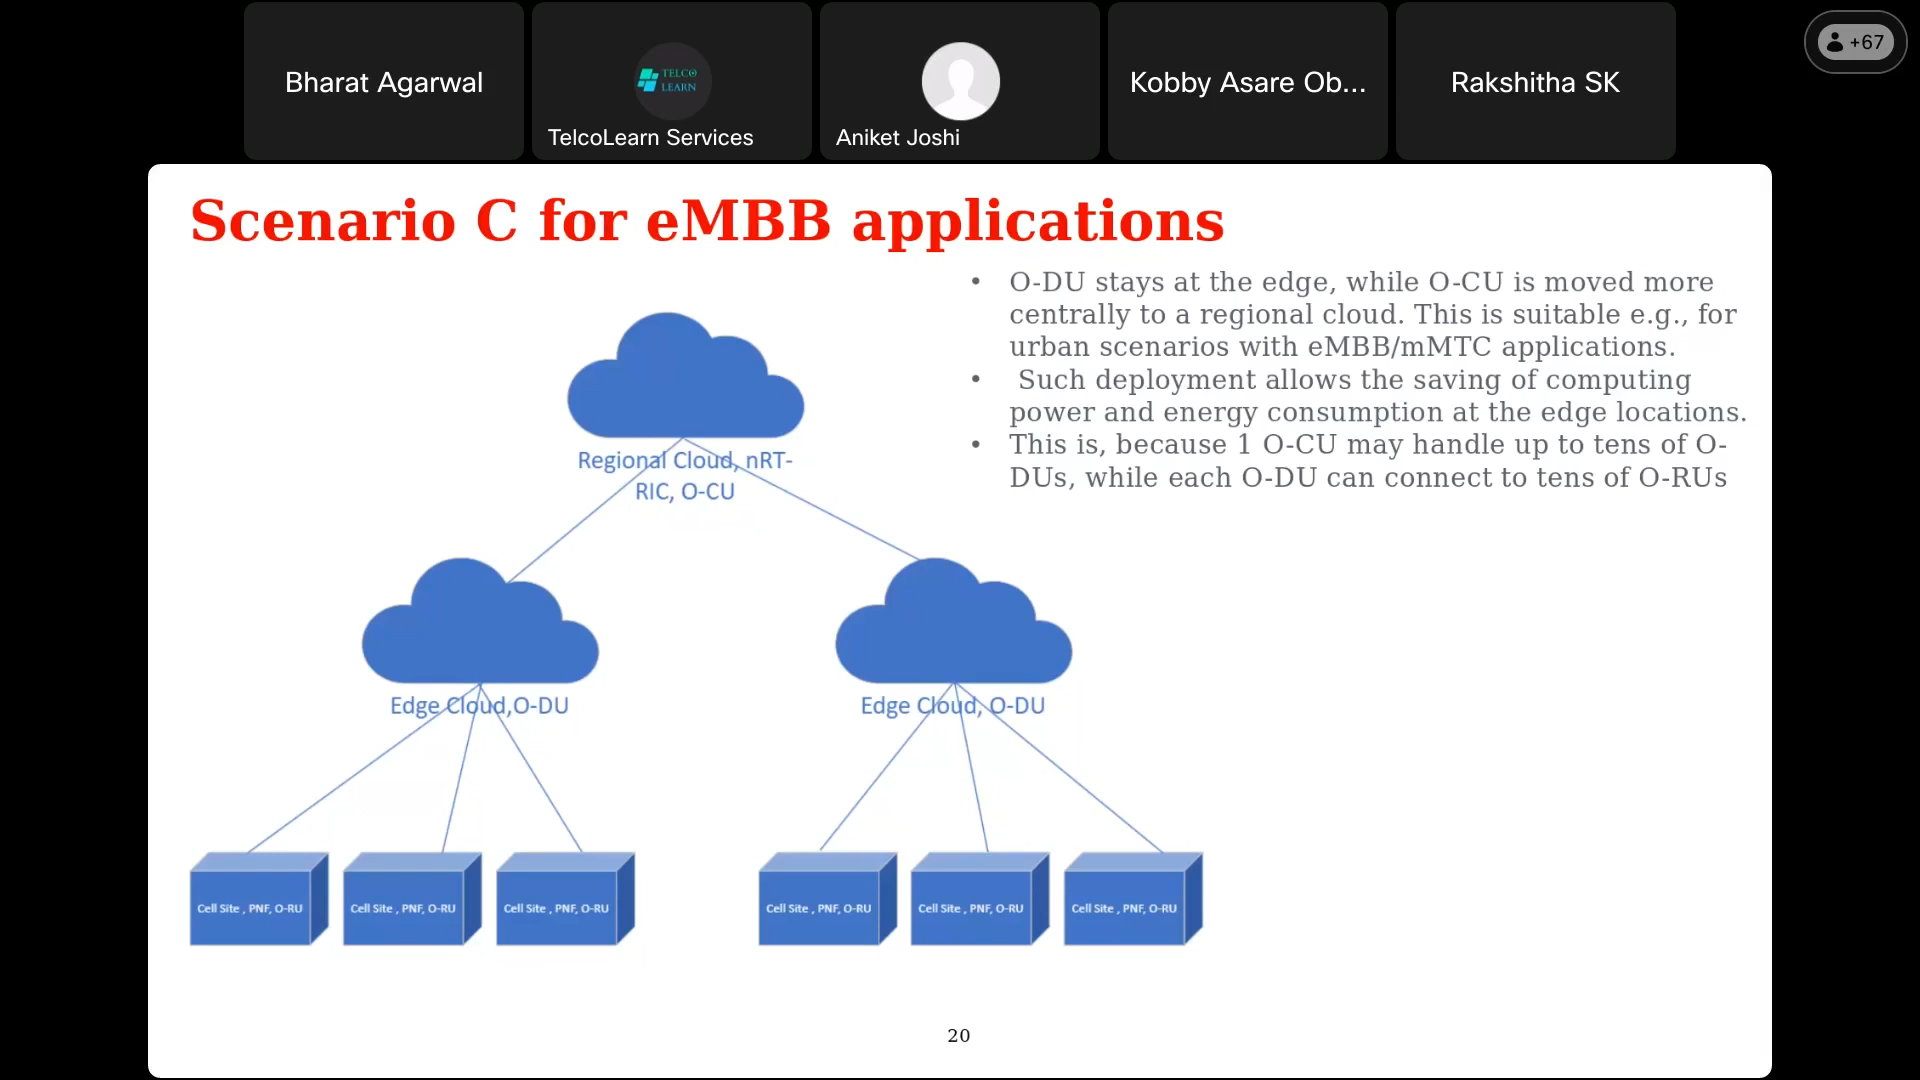 Bharat Agarwal
TELCO
LEARN
TelcoLearn Services
Aniket Joshi
Kobby Asare Ob...
Rakshitha SK
+67
Scenario C for eMBB applications
• O-DU stays at the edge, while O-CU is moved more
centrally to a regional cloud. This is suitable e.g., for
urban scenarios with eMBB/mMTC applications.
• Such deployment allows the saving of computing
power and energy consumption at the edge locations.
• This is, because 1 O-CU may handle up to tens of O-
DUs, while each O-DU can connect to tens of O-RUs
Regional Cloud, nRT-
RIC, O-CU
Edge Cloud,O-DU
Edge Cloud, O-DU
Cell Site , PNF, O-RU
Cell Site , PNF, O-RU
Cell Site , PNF, O-RU
Cell Site , PNF, O-RU
Cell Site , PNF, O-RU
Cell Site , PNF, O-RU
20